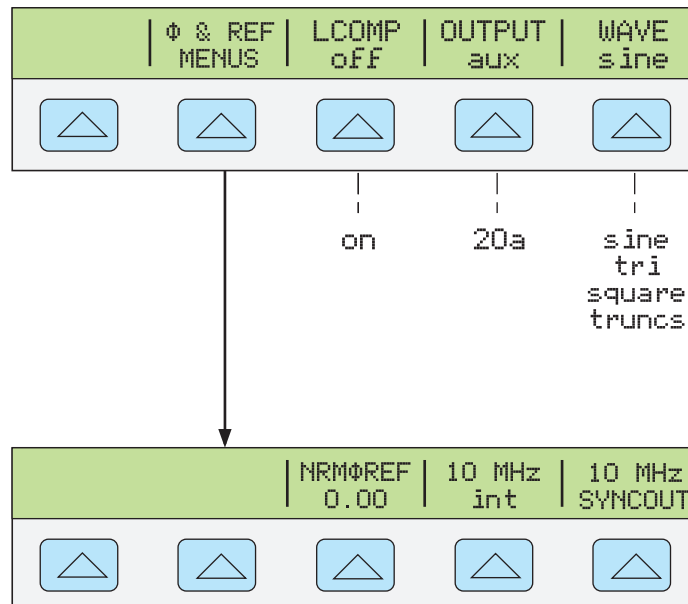 Φ & REF LCOMP OUTPUT WAVE
MENUS off aux sine
on 20a sine
tri
square
truncs
NRMΦREF 10 MHz 10 MHz
0.00 int SYNCOUT